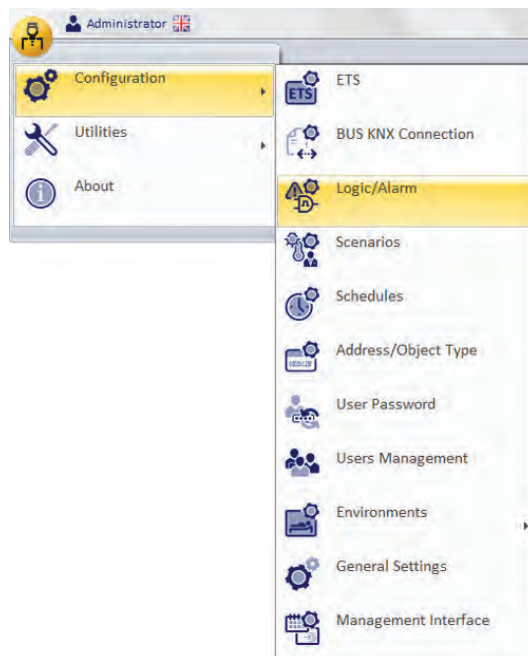 Administrator
Configuration
Utilities
About
ETS
ETS
BUS KNX Connection
Logic/Alarm
Scenarios
Schedules
Address/Object Type
User Password
Users Management
Environments
General Settings
Management Interface